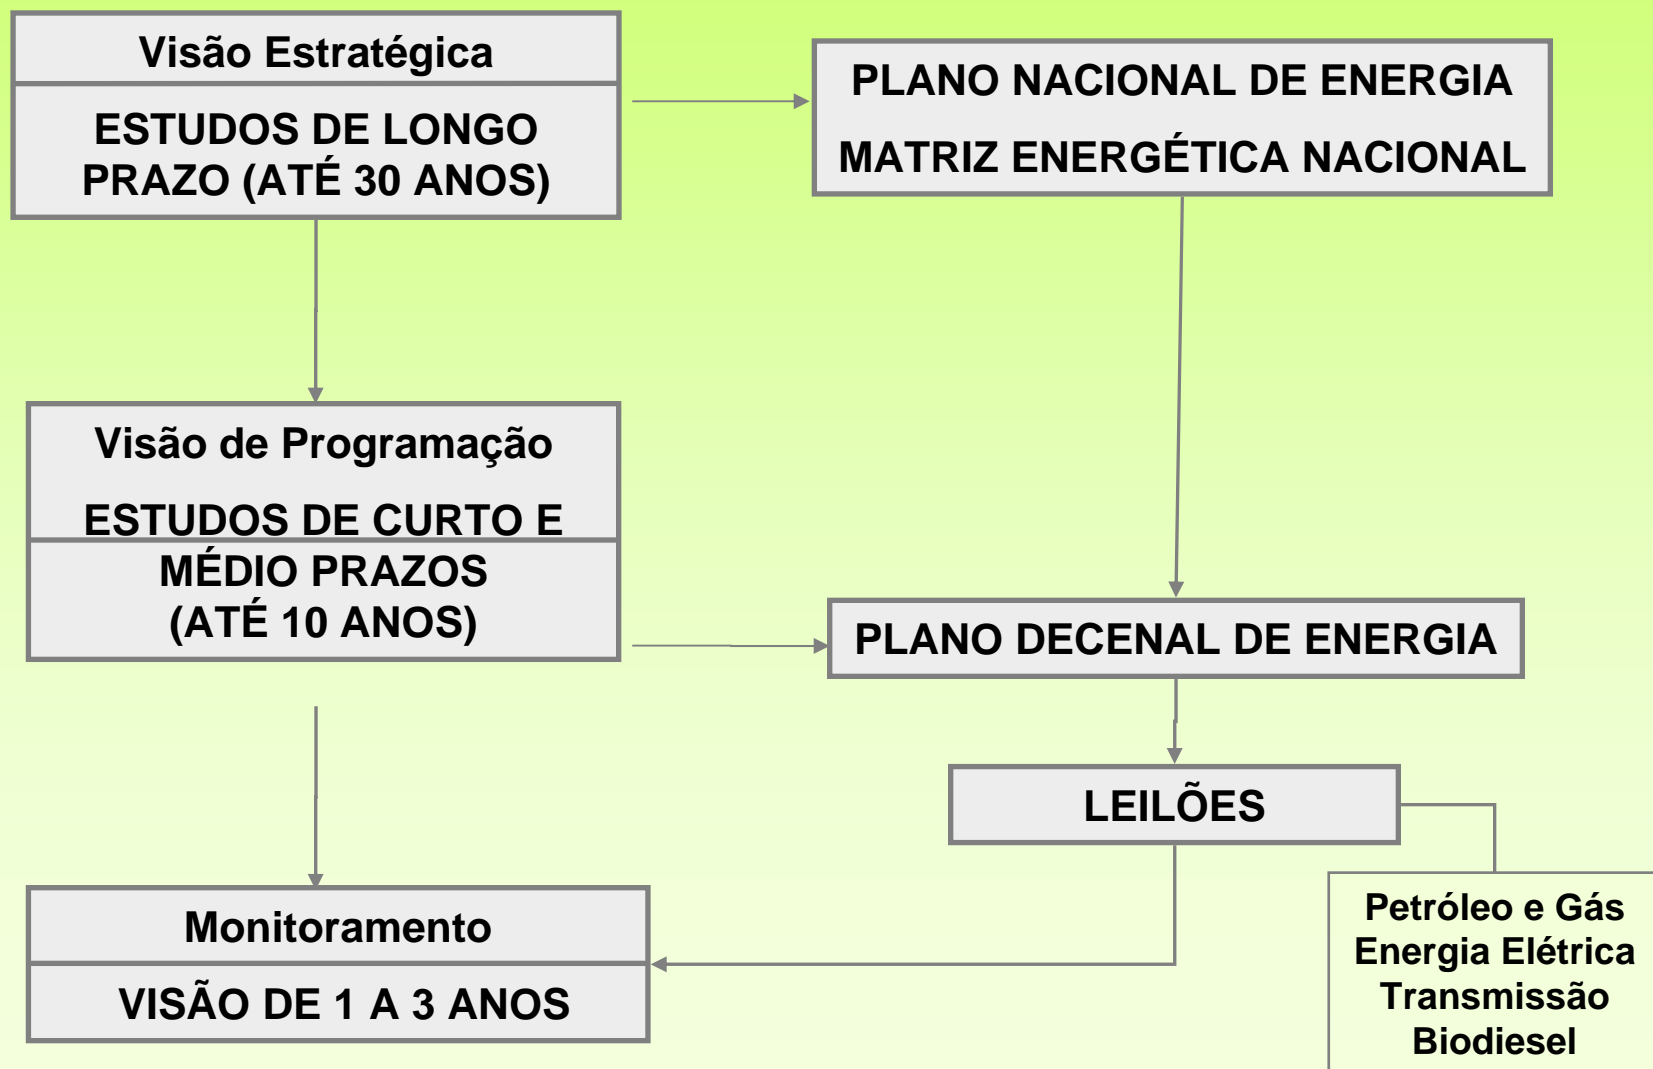 Visão Estratégica
ESTUDOS DE LONGO
PRAZO (ATÉ 30 ANOS)
PLANO NACIONAL DE ENERGIA
MATRIZ ENERGÉTICA NACIONAL
Visão de Programação
ESTUDOS DE CURTO E
MÉDIO PRAZOS
(ATÉ 10 ANOS)
PLANO DECENAL DE ENERGIA
LEILÕES
Monitoramento
VISÃO DE 1 A 3 ANOS
Petróleo e Gás
Energia Elétrica
Transmissão
Biodiesel